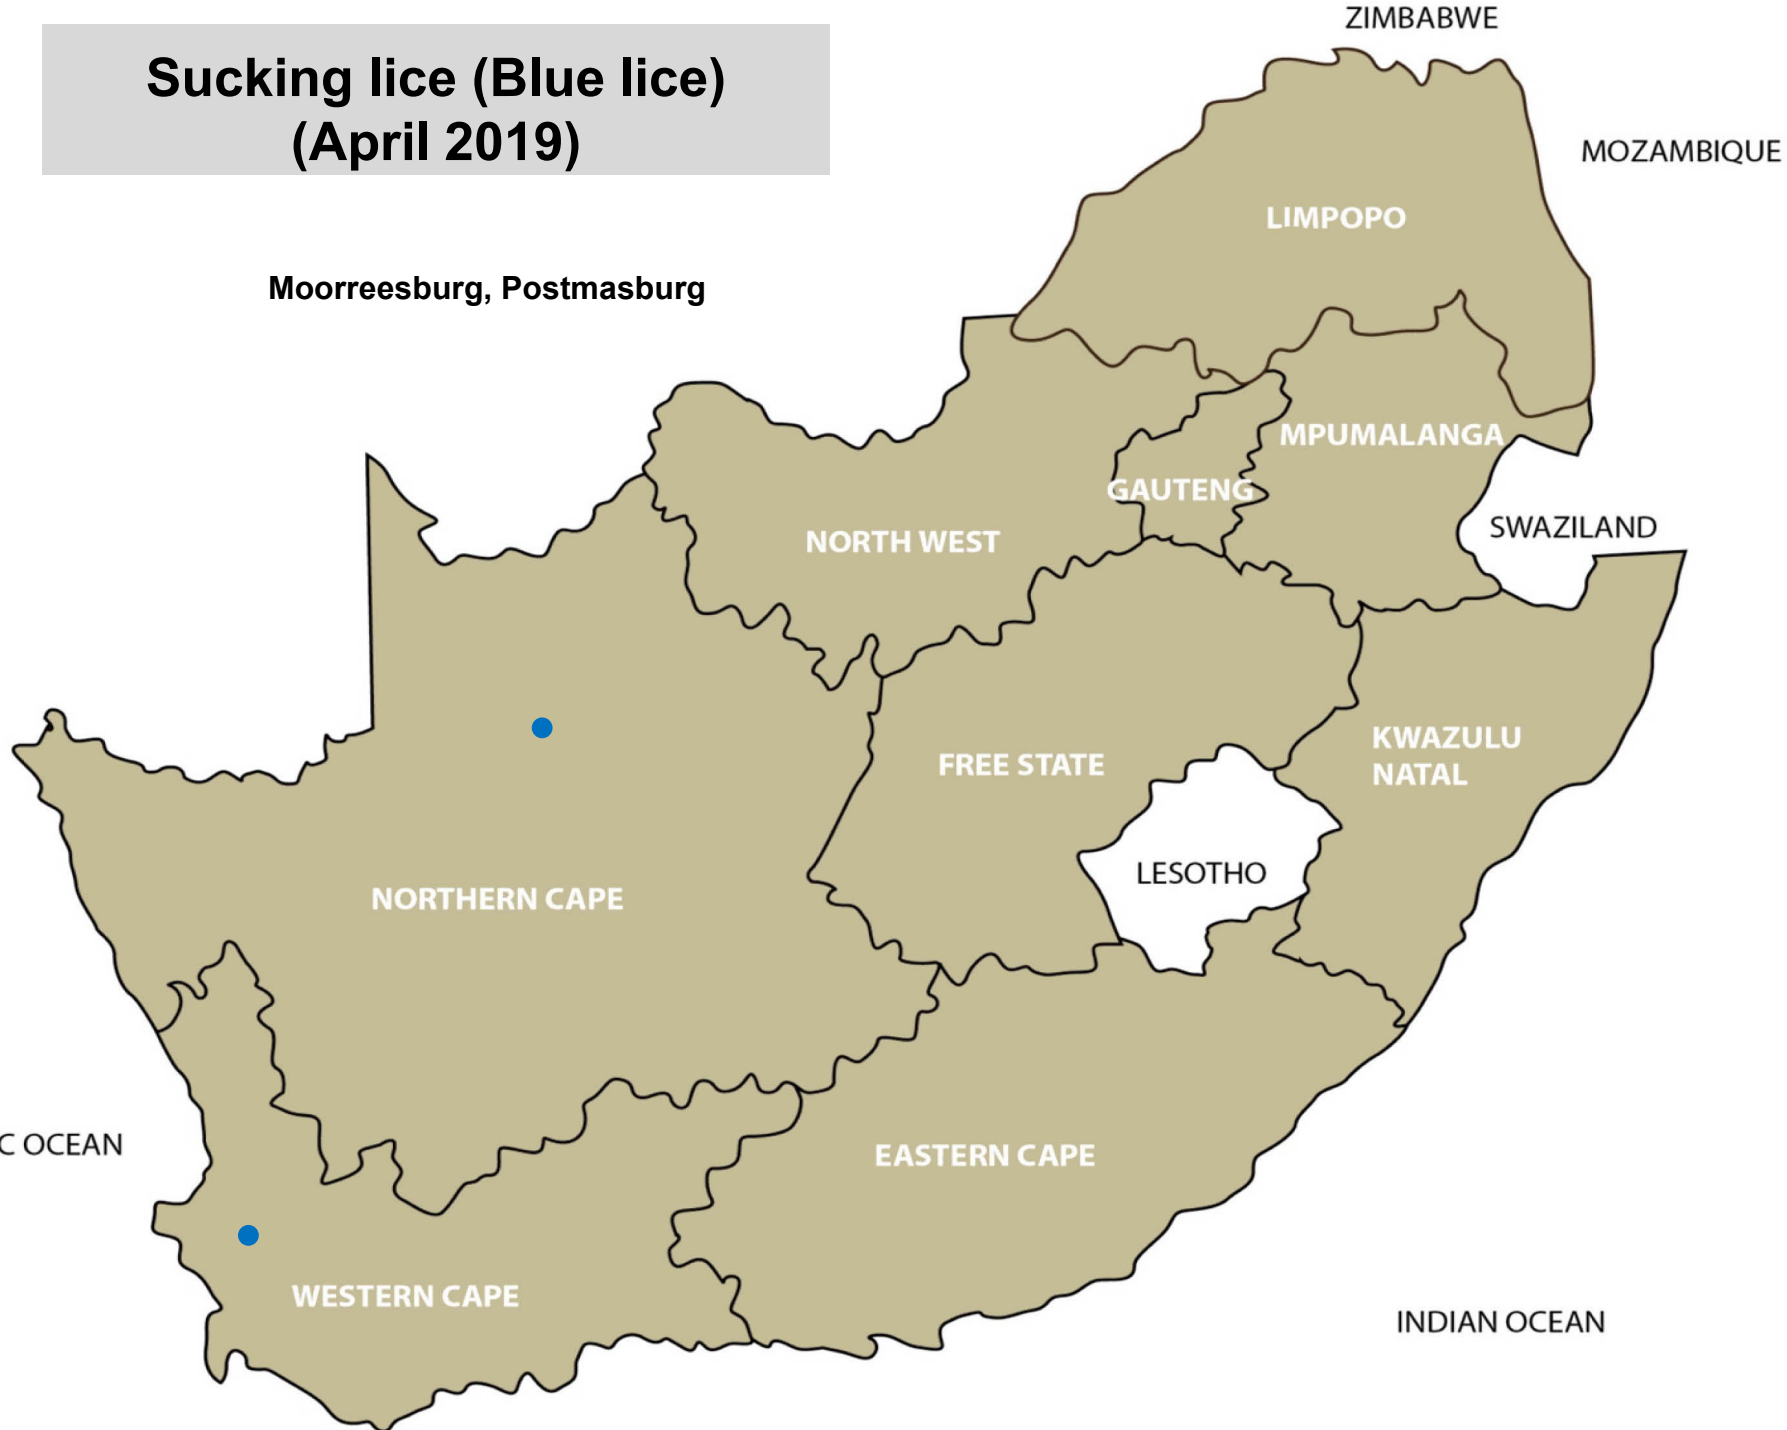 Sucking lice (Blue lice)
(April 2019)
Moorreesburg, Postmasburg
ZIMBABWE
MOZAMBIQUE
LIMPOPO
MPUMALANGA
GAUTENG
NORTH WEST
SWAZILAND
FREE STATE
KWAZULU
NATAL
LESOTHO
NORTHERN CAPE
C OCEAN
EASTERN CAPE
WESTERN CAPE
INDIAN OCEAN